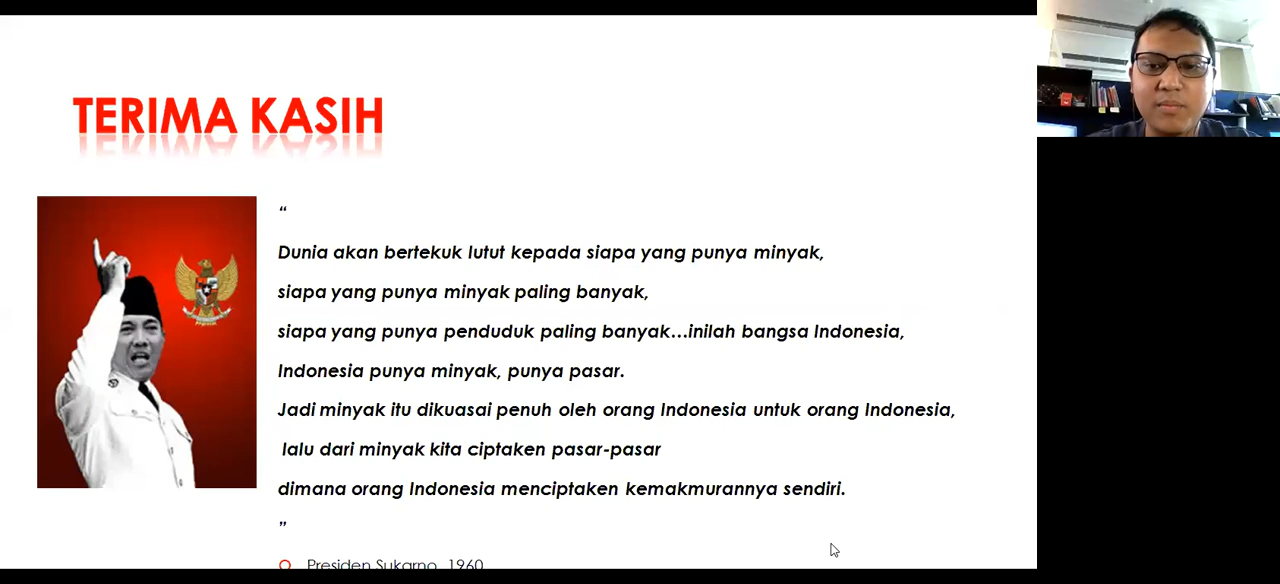 TERIMA KASIH
“
Dunia akan bertekuk lutut kepada siapa yang punya minyak,
siapa yang punya minyak paling banyak,
siapa yang punya penduduk paling banyak...inilah bangsa Indonesia,
Indonesia punya minyak, punya pasar.
Jadi minyak itu dikuasai penuh oleh orang Indonesia untuk orang Indonesia,
lalu dari minyak kita ciptaken pasar-pasar
dimana orang Indonesia menciptaken kemakmurannya sendiri.
”
Presiden Sukarno, 1960